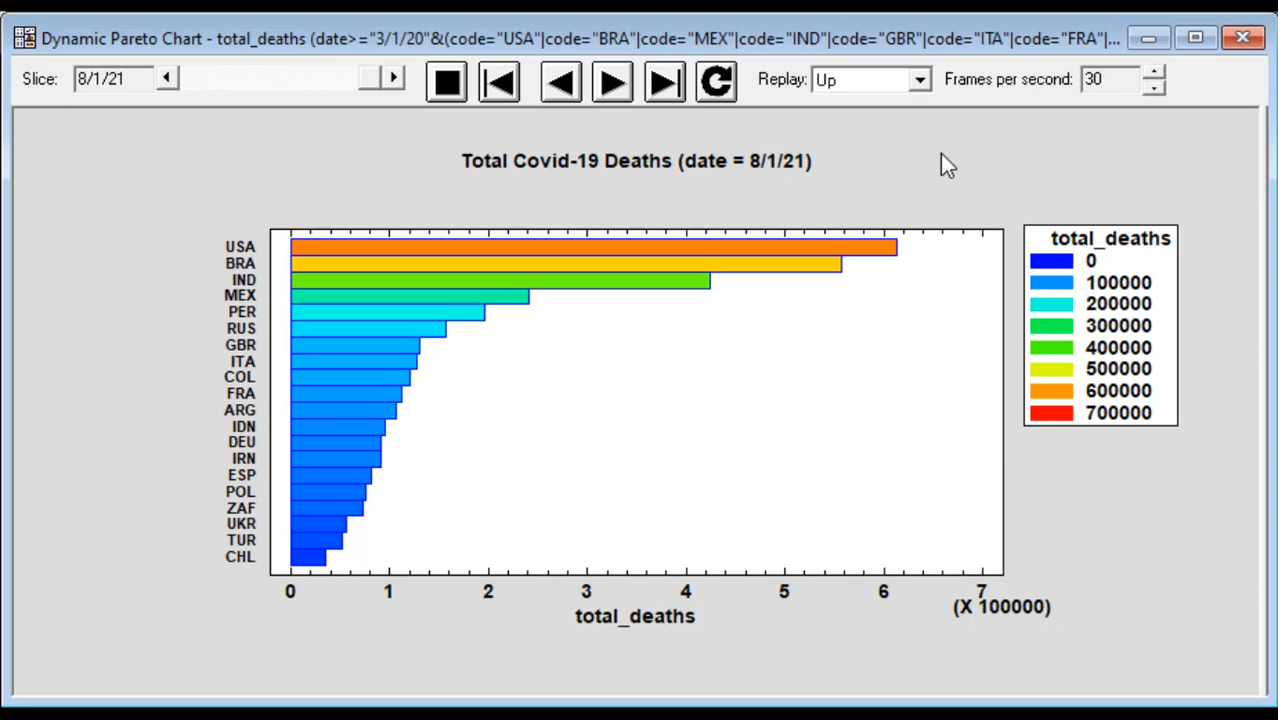 Dynamic Pareto Chart - total_deaths (date>="3/1/20"&(code="USA"|code="BRA"|code="MEX"|code="IND"|code="GBR"|code="ITA"|code="FRA"|...
Slice: 8/1/21 Replay: Up Frames per second: 30
Total Covid-19 Deaths (date = 8/1/21)
USA
BRA
IND
MEX
PER
RUS
GBR
ITA
COL
FRA
ARG
IDN
DEU
IRN
ESP
POL
ZAF
UKR
TUR
CHL
0 1 2 3 4 5 6 7
(X 100000)
total_deaths
total_deaths
0
100000
200000
300000
400000
500000
600000
700000